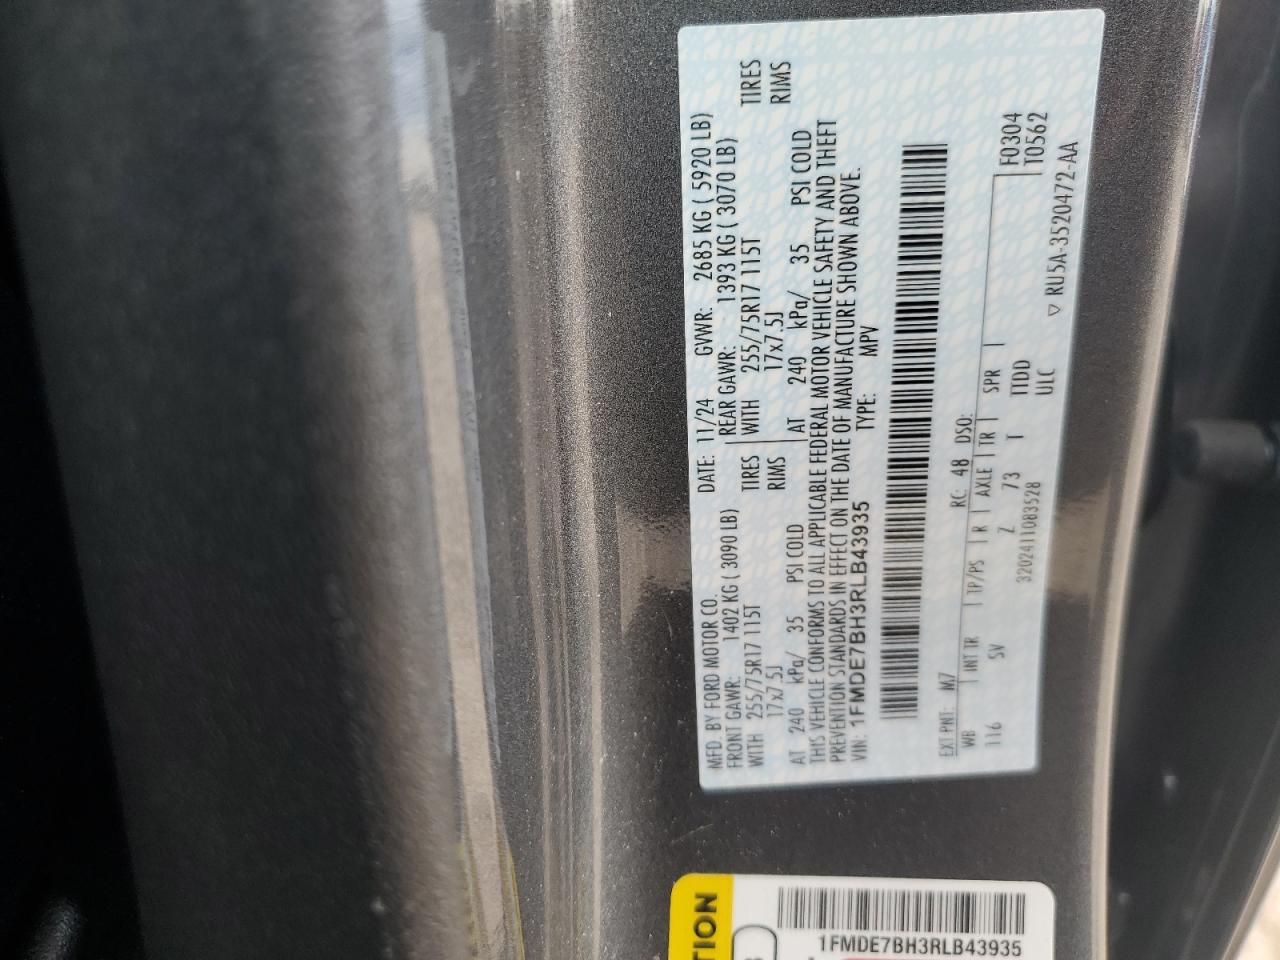 MFD. BY FORD MOTOR CO. DATE: 11/24 GVWR: 2685 KG ( 5920 LB)
FRONT GAWR: 1402 KG ( 3090 LB) REAR GAWR: 1393 KG ( 3070 LB)
WITH 255/75R17 115T TIRES WITH 255/75R17 115T TIRES
17x7.5J RIMS 17x7.5J RIMS
AT 240 kPa/ 35 PSI COLD AT 240 kPa/ 35 PSI COLD
THIS VEHICLE CONFORMS TO ALL APPLICABLE FEDERAL MOTOR VEHICLE SAFETY AND THEFT
PREVENTION STANDARDS IN EFFECT ON THE DATE OF MANUFACTURE SHOWN ABOVE.
VIN: 1FMDE7BH3RLB43935 TYPE: MPV
EXT PNT: M7 RC: 48 DSO: F0304
WB INT TR TP/PS R AXLE TR SPR T0562
116 SV Z 73 T TTDD
3202411083528 ULC
▽ RU5A-3520472-AA
TION
1FMDE7BH3RLB43935